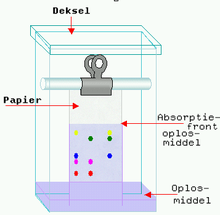 Deksel
Papier
Absorptie-
front
oplos-
middel
Oplos-
middel